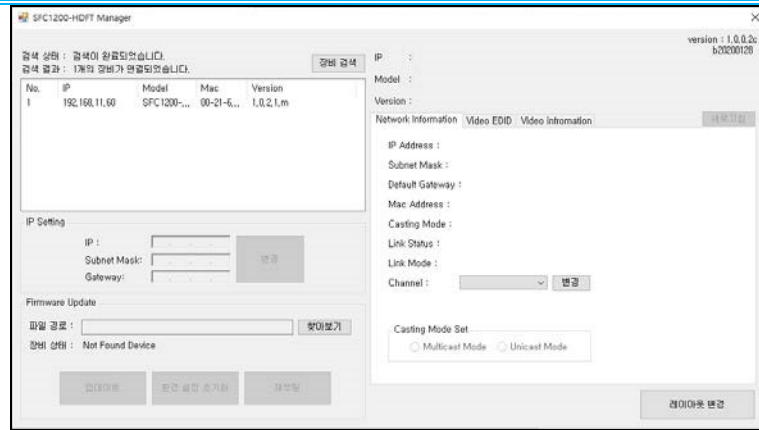 SFC1200-HDFT Manager
version : 1.0.0.2c
b20200128
검색 상태 : 검색이 완료되었습니다.
검색 결과 : 1개의 장비가 연결되었습니다.
장비 검색
No. IP Model Mac Version
1 192.168.11.60 SFC1200-... 00-21-6... 1.0.2.1.m
IP Setting
IP :
Subnet Mask:
Gateway:
변경
Firmware Update
파일 경로 :
찾아보기
장비 상태 : Not Found Device
업데이트 환경 설정 초기화 재부팅
IP :
Model :
Version :
새로고침
Network Information Video EDID Video Intromation
IP Address :
Subnet Mask :
Default Gateway :
Mac Address :
Casting Mode :
Link Status :
Link Mode :
Channel : 변경
Casting Mode Set
Multicast Mode Unicast Mode
레이아웃 변경